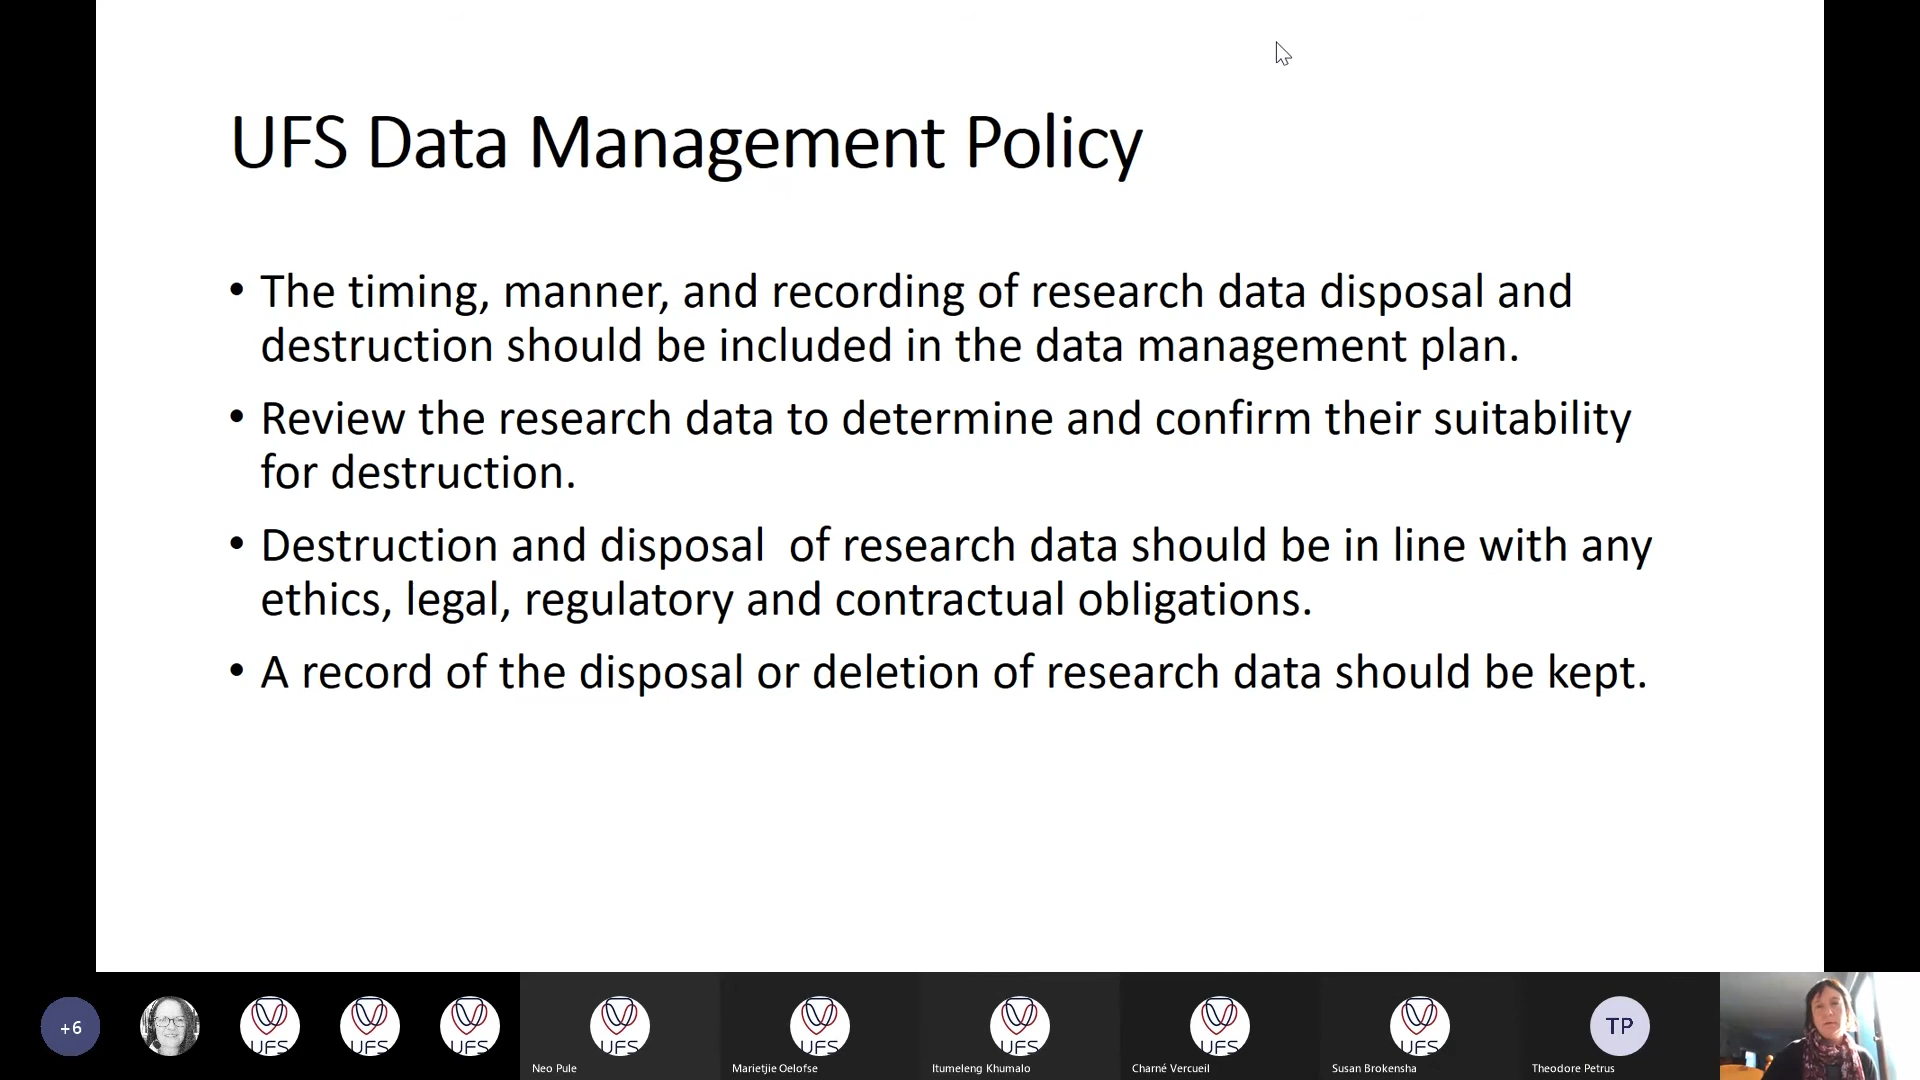 UFS Data Management Policy
• The timing, manner, and recording of research data disposal and
destruction should be included in the data management plan.
• Review the research data to determine and confirm their suitability
for destruction.
• Destruction and disposal  of research data should be in line with any
ethics, legal, regulatory and contractual obligations.
• A record of the disposal or deletion of research data should be kept.
+6
UFS
UFS
UFS
UFS
Neo Pule
UFS
Marietjie Oelofse
UFS
Itumeleng Khumalo
UFS
Charné Vercueil
UFS
Susan Brokensha
TP
Theodore Petrus